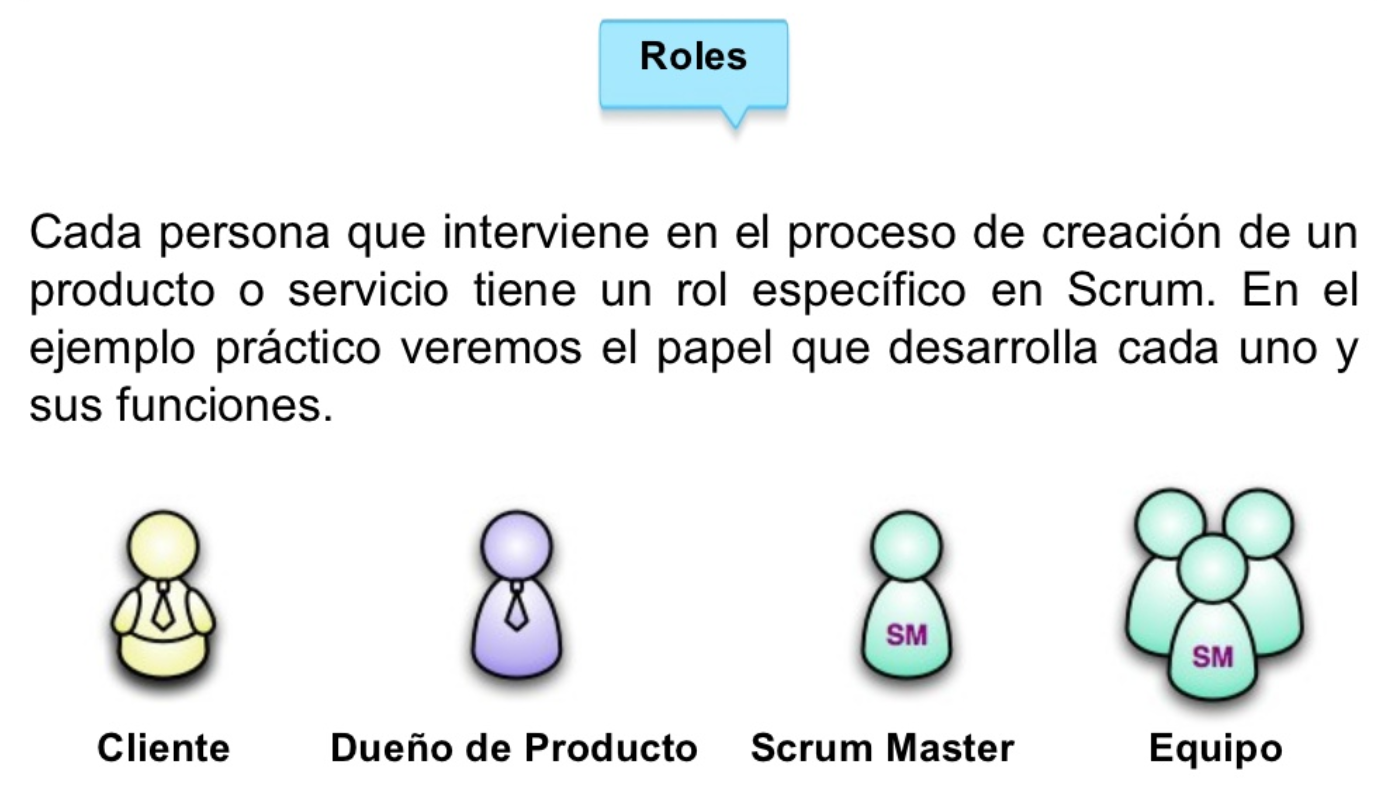 Roles
Cada persona que interviene en el proceso de creación de un
producto o servicio tiene un rol específico en Scrum. En el
ejemplo práctico veremos el papel que desarrolla cada uno y
sus funciones.
SM
SM
Cliente
Dueño de Producto
Scrum Master
Equipo